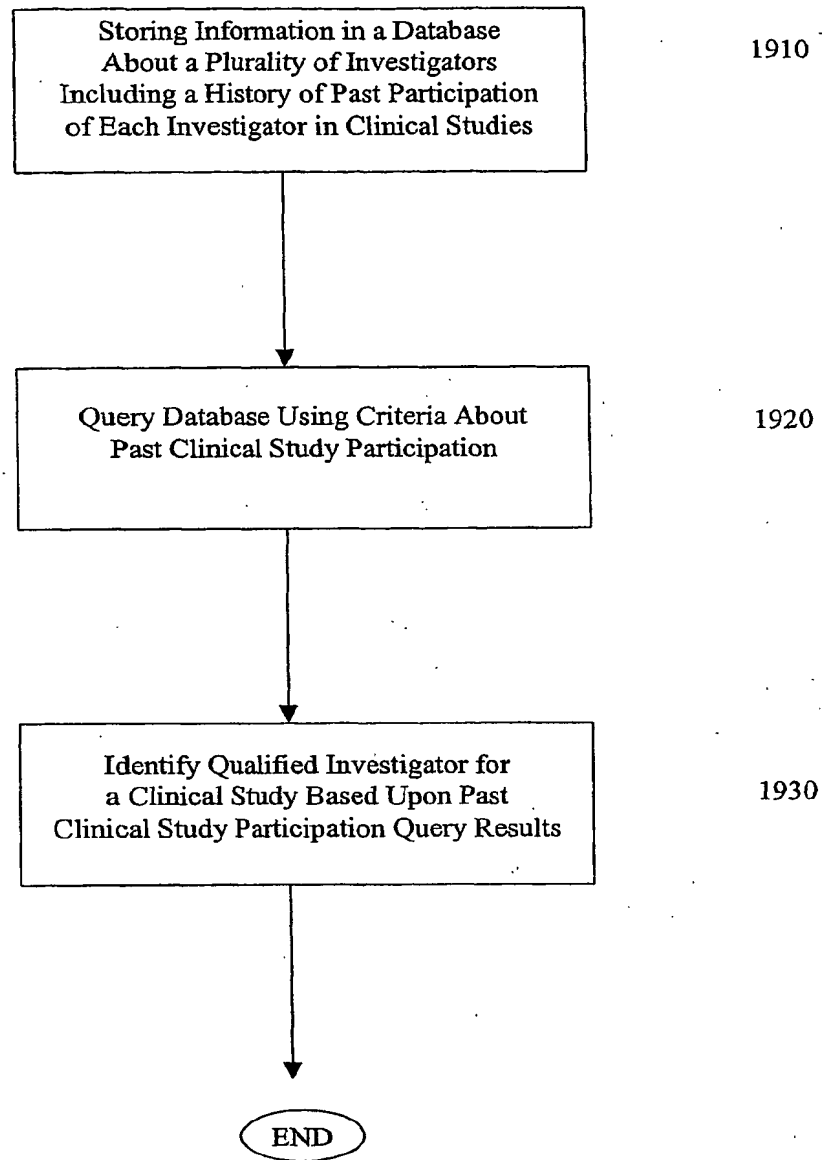 Storing Information in a Database
About a Plurality of Investigators
Including a History of Past Participation
of Each Investigator in Clinical Studies
1910
Query Database Using Criteria About
Past Clinical Study Participation
1920
Identify Qualified Investigator for
a Clinical Study Based Upon Past
Clinical Study Participation Query Results
1930
END